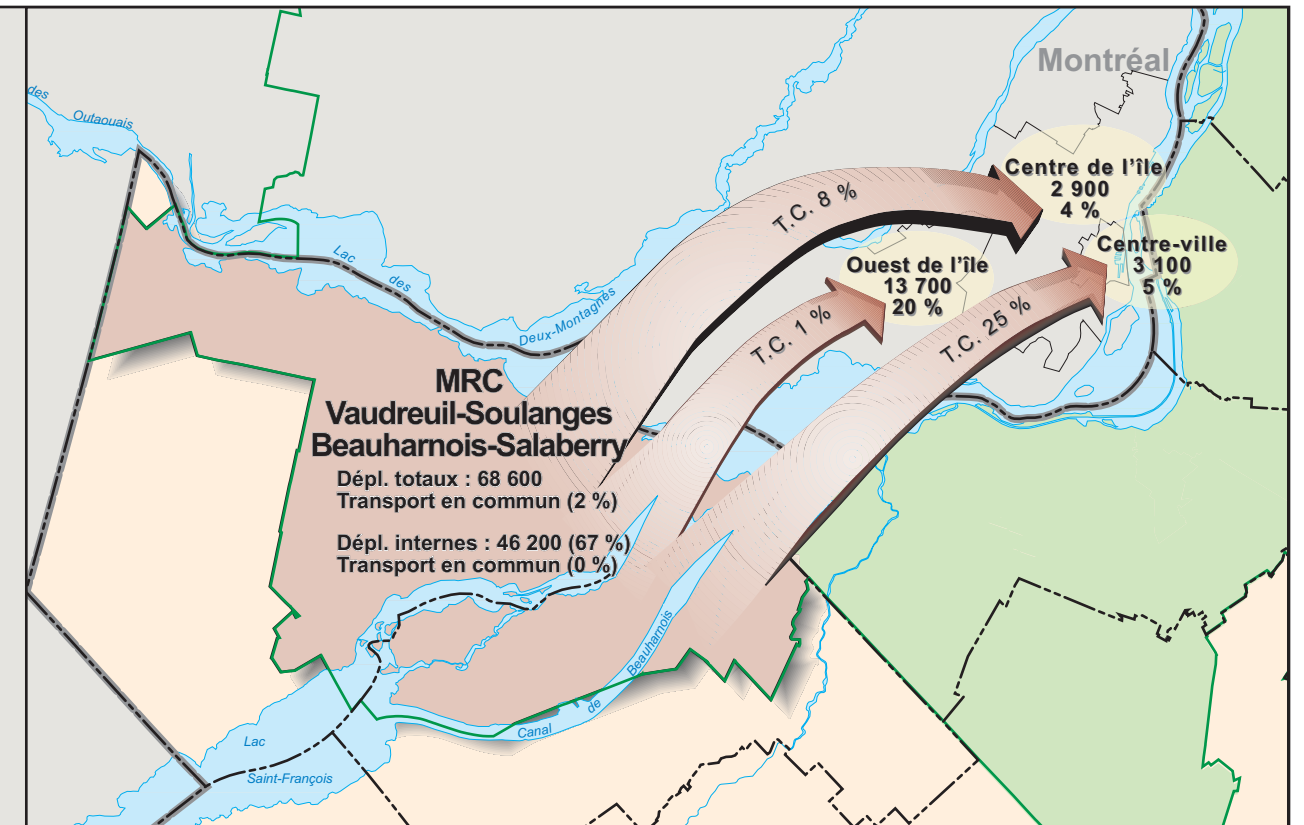 Montréal
des
Outaouais
Centre de l'île
2 900
4 %
T.C. 8 %
Centre-ville
3 100
5 %
Lac
des
Deux-Montagnes
Ouest de l'île
13 700
20 %
T.C. 1 %
T.C. 25 %
MRC
Vaudreuil-Soulanges
Beauharnois-Salaberry
Dépl. totaux : 68 600
Transport en commun (2 %)
Dépl. internes : 46 200 (67 %)
Transport en commun (0 %)
Canal
de
Beauharnois
Lac
Saint-François